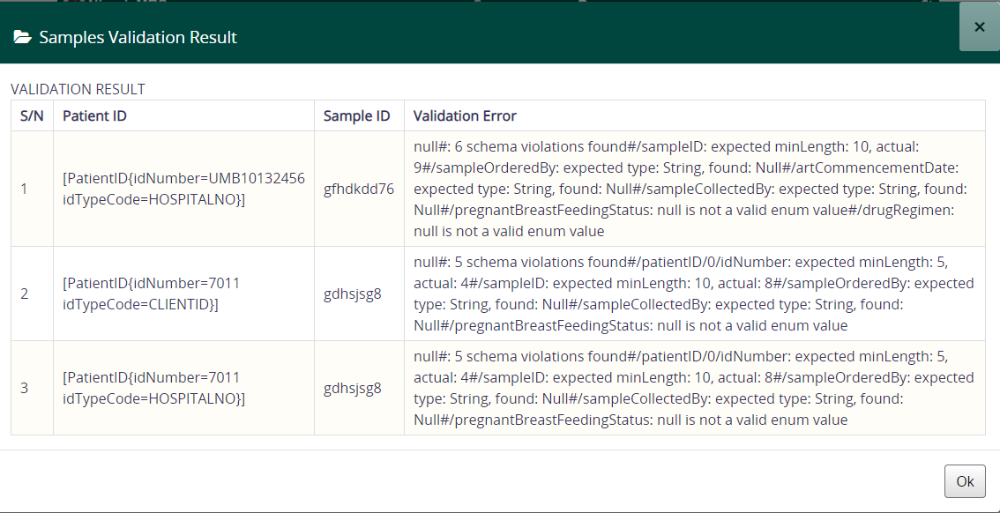 Samples Validation Result
×
VALIDATION RESULT
S/N Patient ID Sample ID Validation Error
1
[PatientID{idNumber=UMB10132456
idTypeCode=HOSPITALNO}]
gfhdkdd76
null#: 6 schema violations found#/sampleID: expected minLength: 10, actual:
9#/sampleOrderedBy: expected type: String, found: Null#/artCommencementDate:
expected type: String, found: Null#/sampleCollectedBy: expected type: String, found:
Null#/pregnantBreastFeedingStatus: null is not a valid enum value#/drugRegimen:
null is not a valid enum value
2
[PatientID{idNumber=7011
idTypeCode=CLIENTID}]
gdhsjsg8
null#: 5 schema violations found#/patientID/0/idNumber: expected minLength: 5,
actual: 4#/sampleID: expected minLength: 10, actual: 8#/sampleOrderedBy: expected
type: String, found: Null#/sampleCollectedBy: expected type: String, found:
Null#/pregnantBreastFeedingStatus: null is not a valid enum value
3
[PatientID{idNumber=7011
idTypeCode=HOSPITALNO}]
gdhsjsg8
null#: 5 schema violations found#/patientID/0/idNumber: expected minLength: 5,
actual: 4#/sampleID: expected minLength: 10, actual: 8#/sampleOrderedBy: expected
type: String, found: Null#/sampleCollectedBy: expected type: String, found:
Null#/pregnantBreastFeedingStatus: null is not a valid enum value
Ok